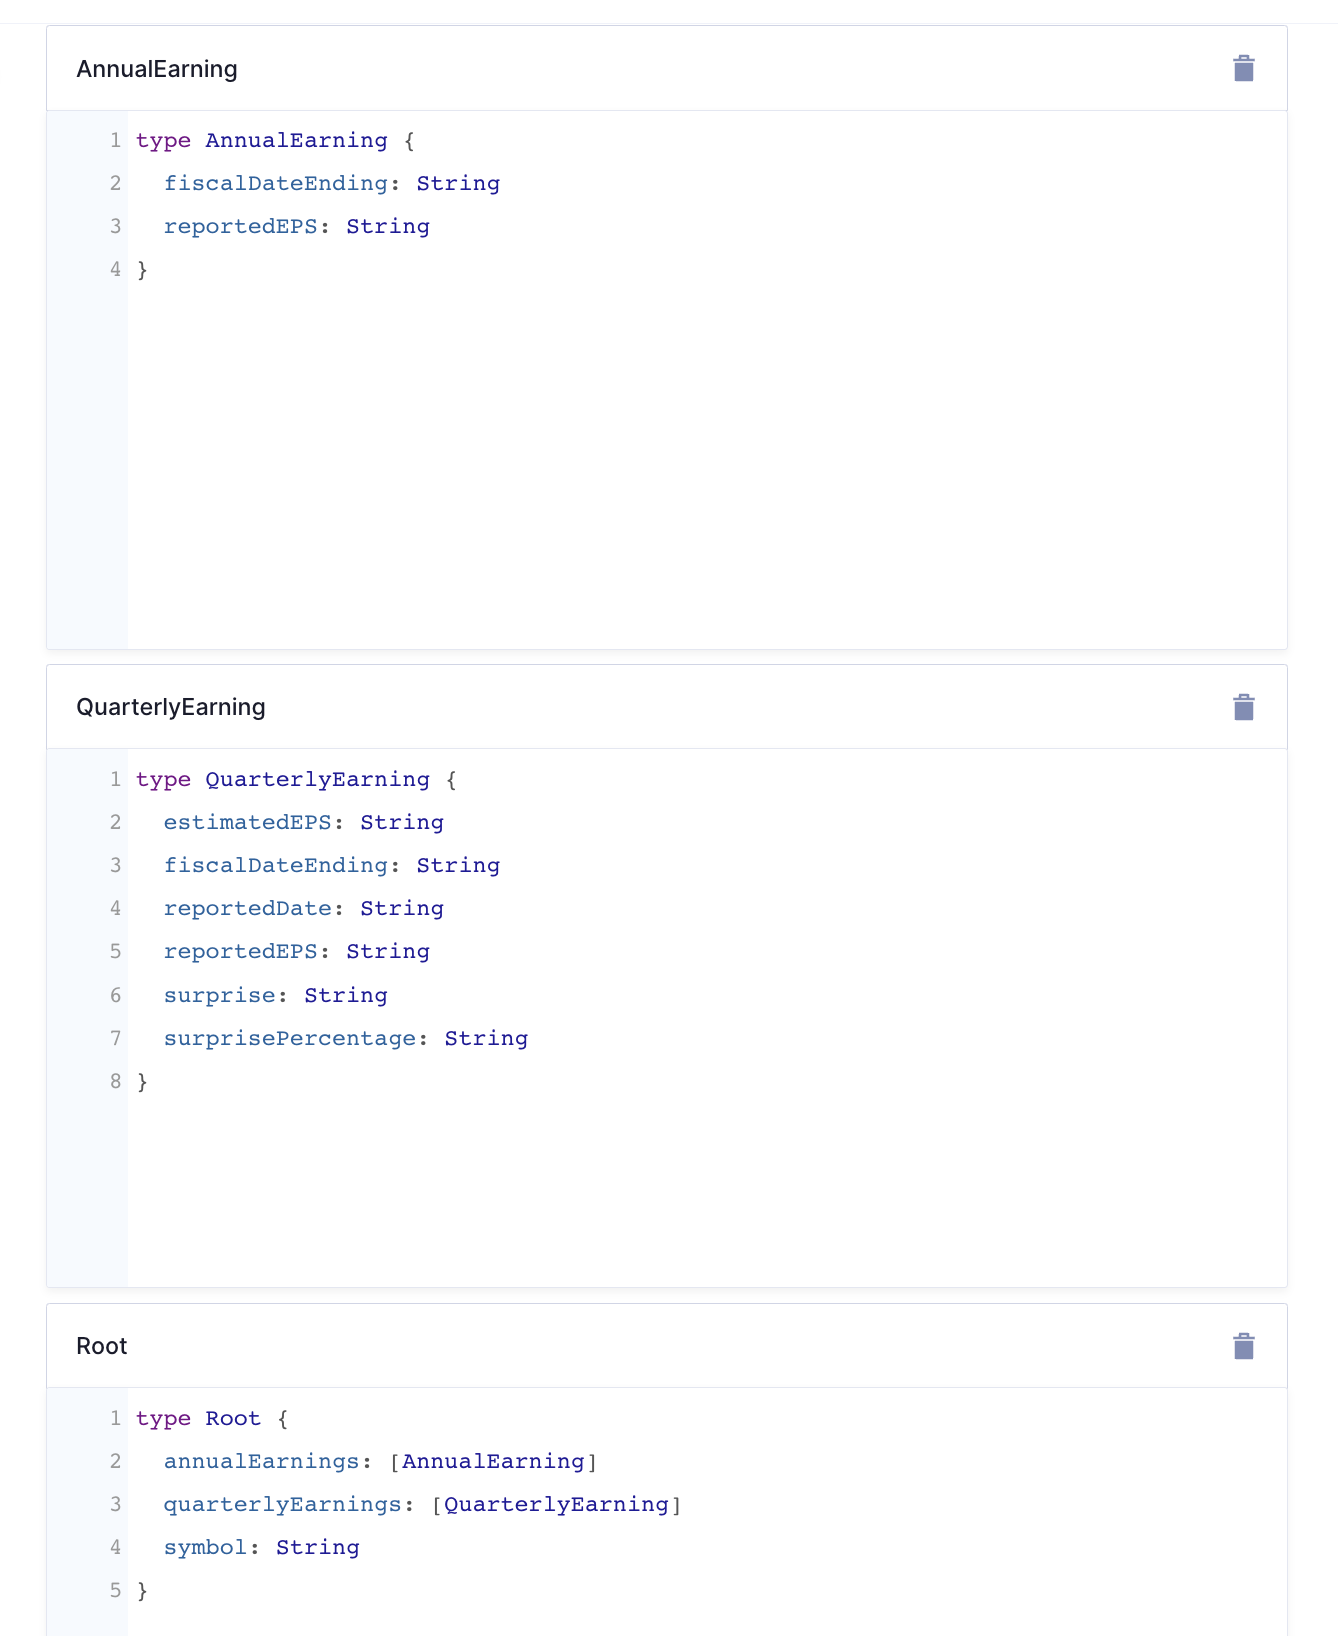 AnnualEarning
1 type AnnualEarning {
2   fiscalDateEnding: String
3   reportedEPS: String
4 }
QuarterlyEarning
1 type QuarterlyEarning {
2   estimatedEPS: String
3   fiscalDateEnding: String
4   reportedDate: String
5   reportedEPS: String
6   surprise: String
7   surprisePercentage: String
8 }
Root
1 type Root {
2   annualEarnings: [AnnualEarning]
3   quarterlyEarnings: [QuarterlyEarning]
4   symbol: String
5 }